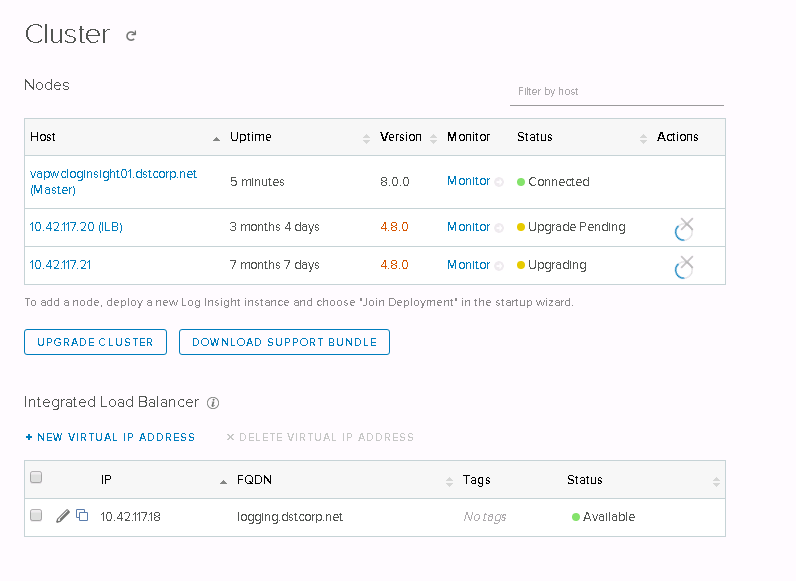 Cluster
Nodes
Filter by host
Host Uptime Version Monitor Status Actions
vapwcloginsight01.dstcorp.net
(Master) 5 minutes 8.0.0 Monitor Connected
10.42.117.20 (ILB) 3 months 4 days 4.8.0 Monitor Upgrade Pending
10.42.117.21 7 months 7 days 4.8.0 Monitor Upgrading
To add a node, deploy a new Log Insight instance and choose "Join Deployment" in the startup wizard.
UPGRADE CLUSTER DOWNLOAD SUPPORT BUNDLE
Integrated Load Balancer
+ NEW VIRTUAL IP ADDRESS × DELETE VIRTUAL IP ADDRESS
IP FQDN Tags Status
10.42.117.18 logging.dstcorp.net No tags Available